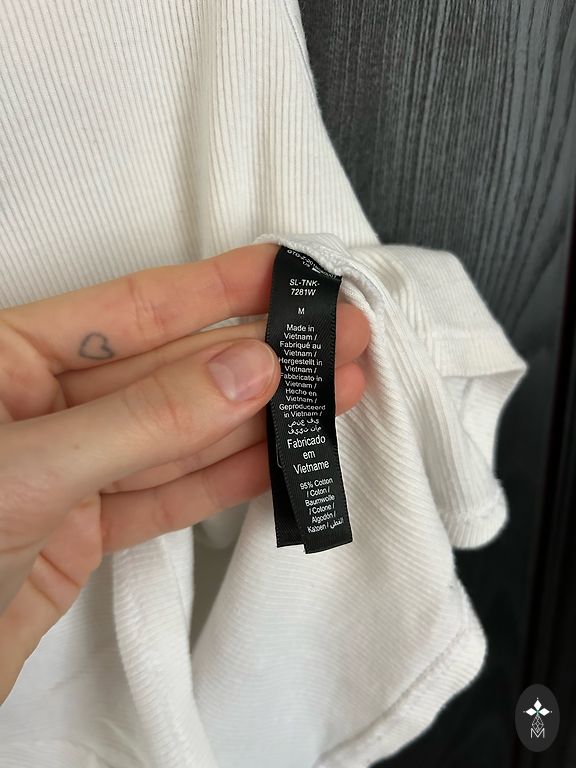 SL-TNK-
7281W
M
Made in
Vietnam /
Fabriqué au
Vietnam /
Hergestellt in
Vietnam /
Fabbricato in
Vietnam /
Hecho en
Vietnam /
Geproduceerd
in Vietnam /
Fabricado
em
Vietname
95% Cotton
/ Coton /
Baumwolle
/ Cotone /
Algodón /
Katoen / القطن /
M